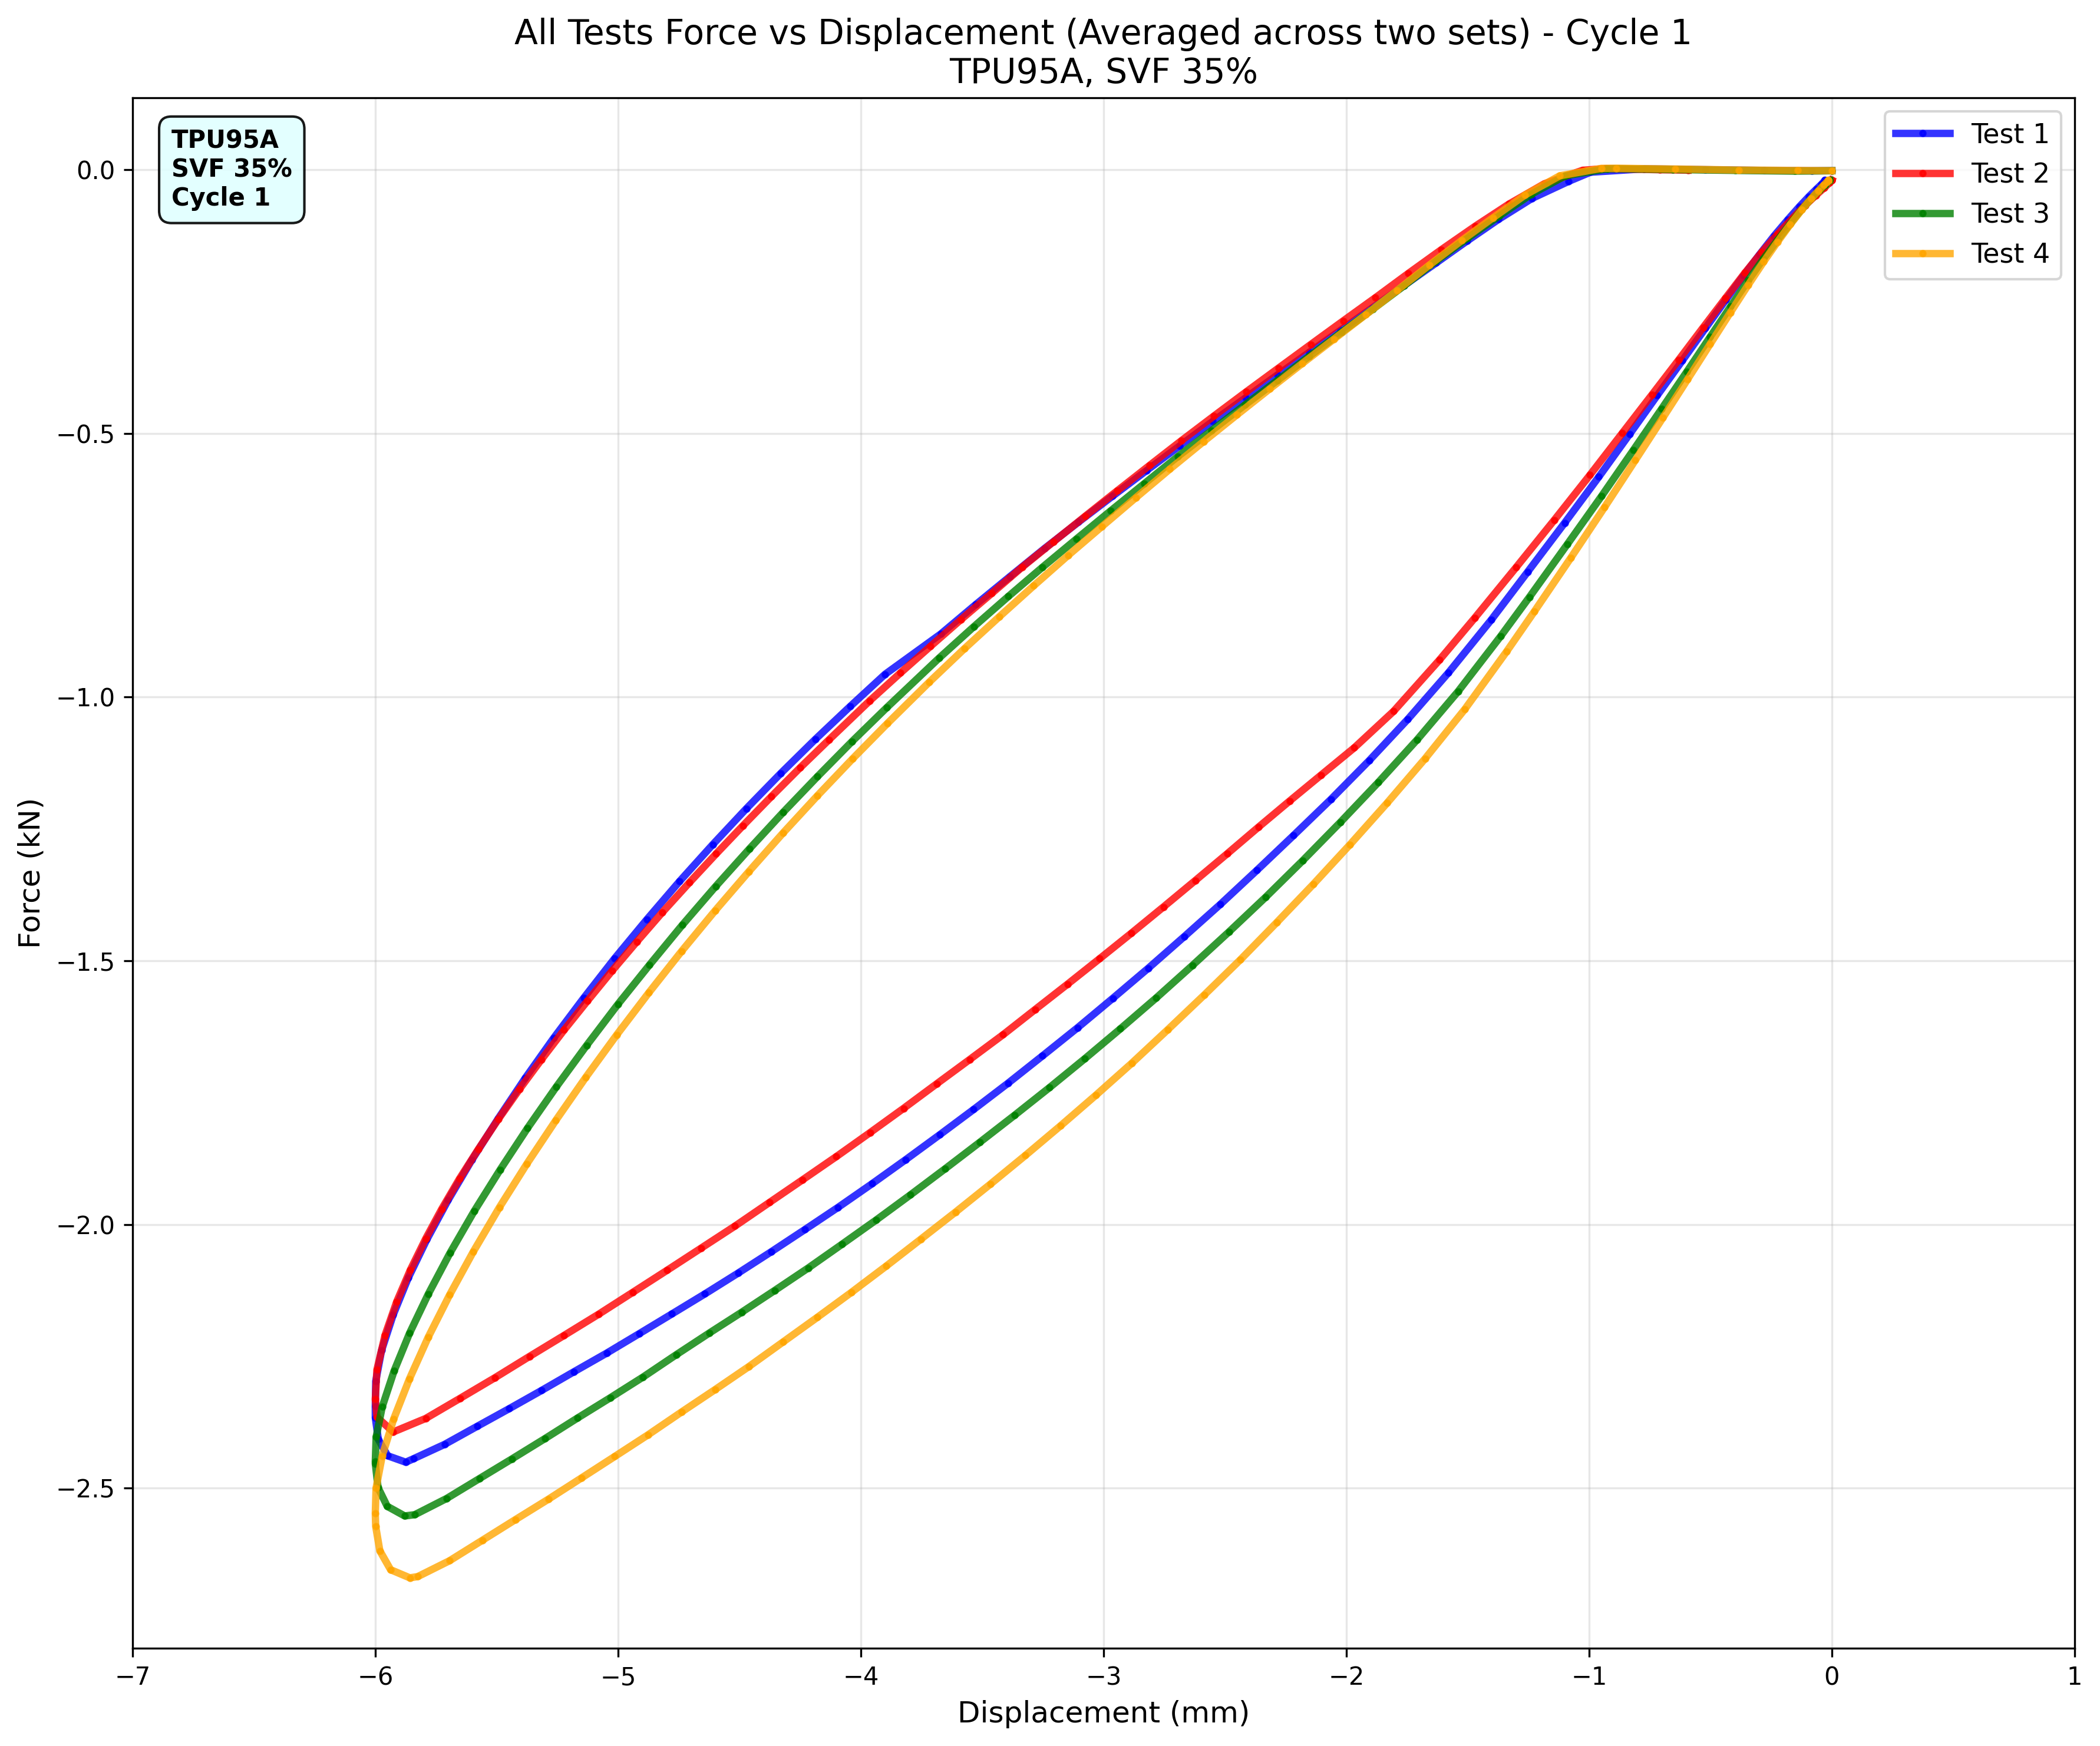 All Tests Force vs Displacement (Averaged across two sets) - Cycle 1
TPU95A, SVF 35%
TPU95A
SVF 35%
Cycle 1
Test 1
Test 2
Test 3
Test 4
0.0
−0.5
−1.0
−1.5
−2.0
−2.5
Force (kN)
−7 −6 −5 −4 −3 −2 −1 0 1
Displacement (mm)